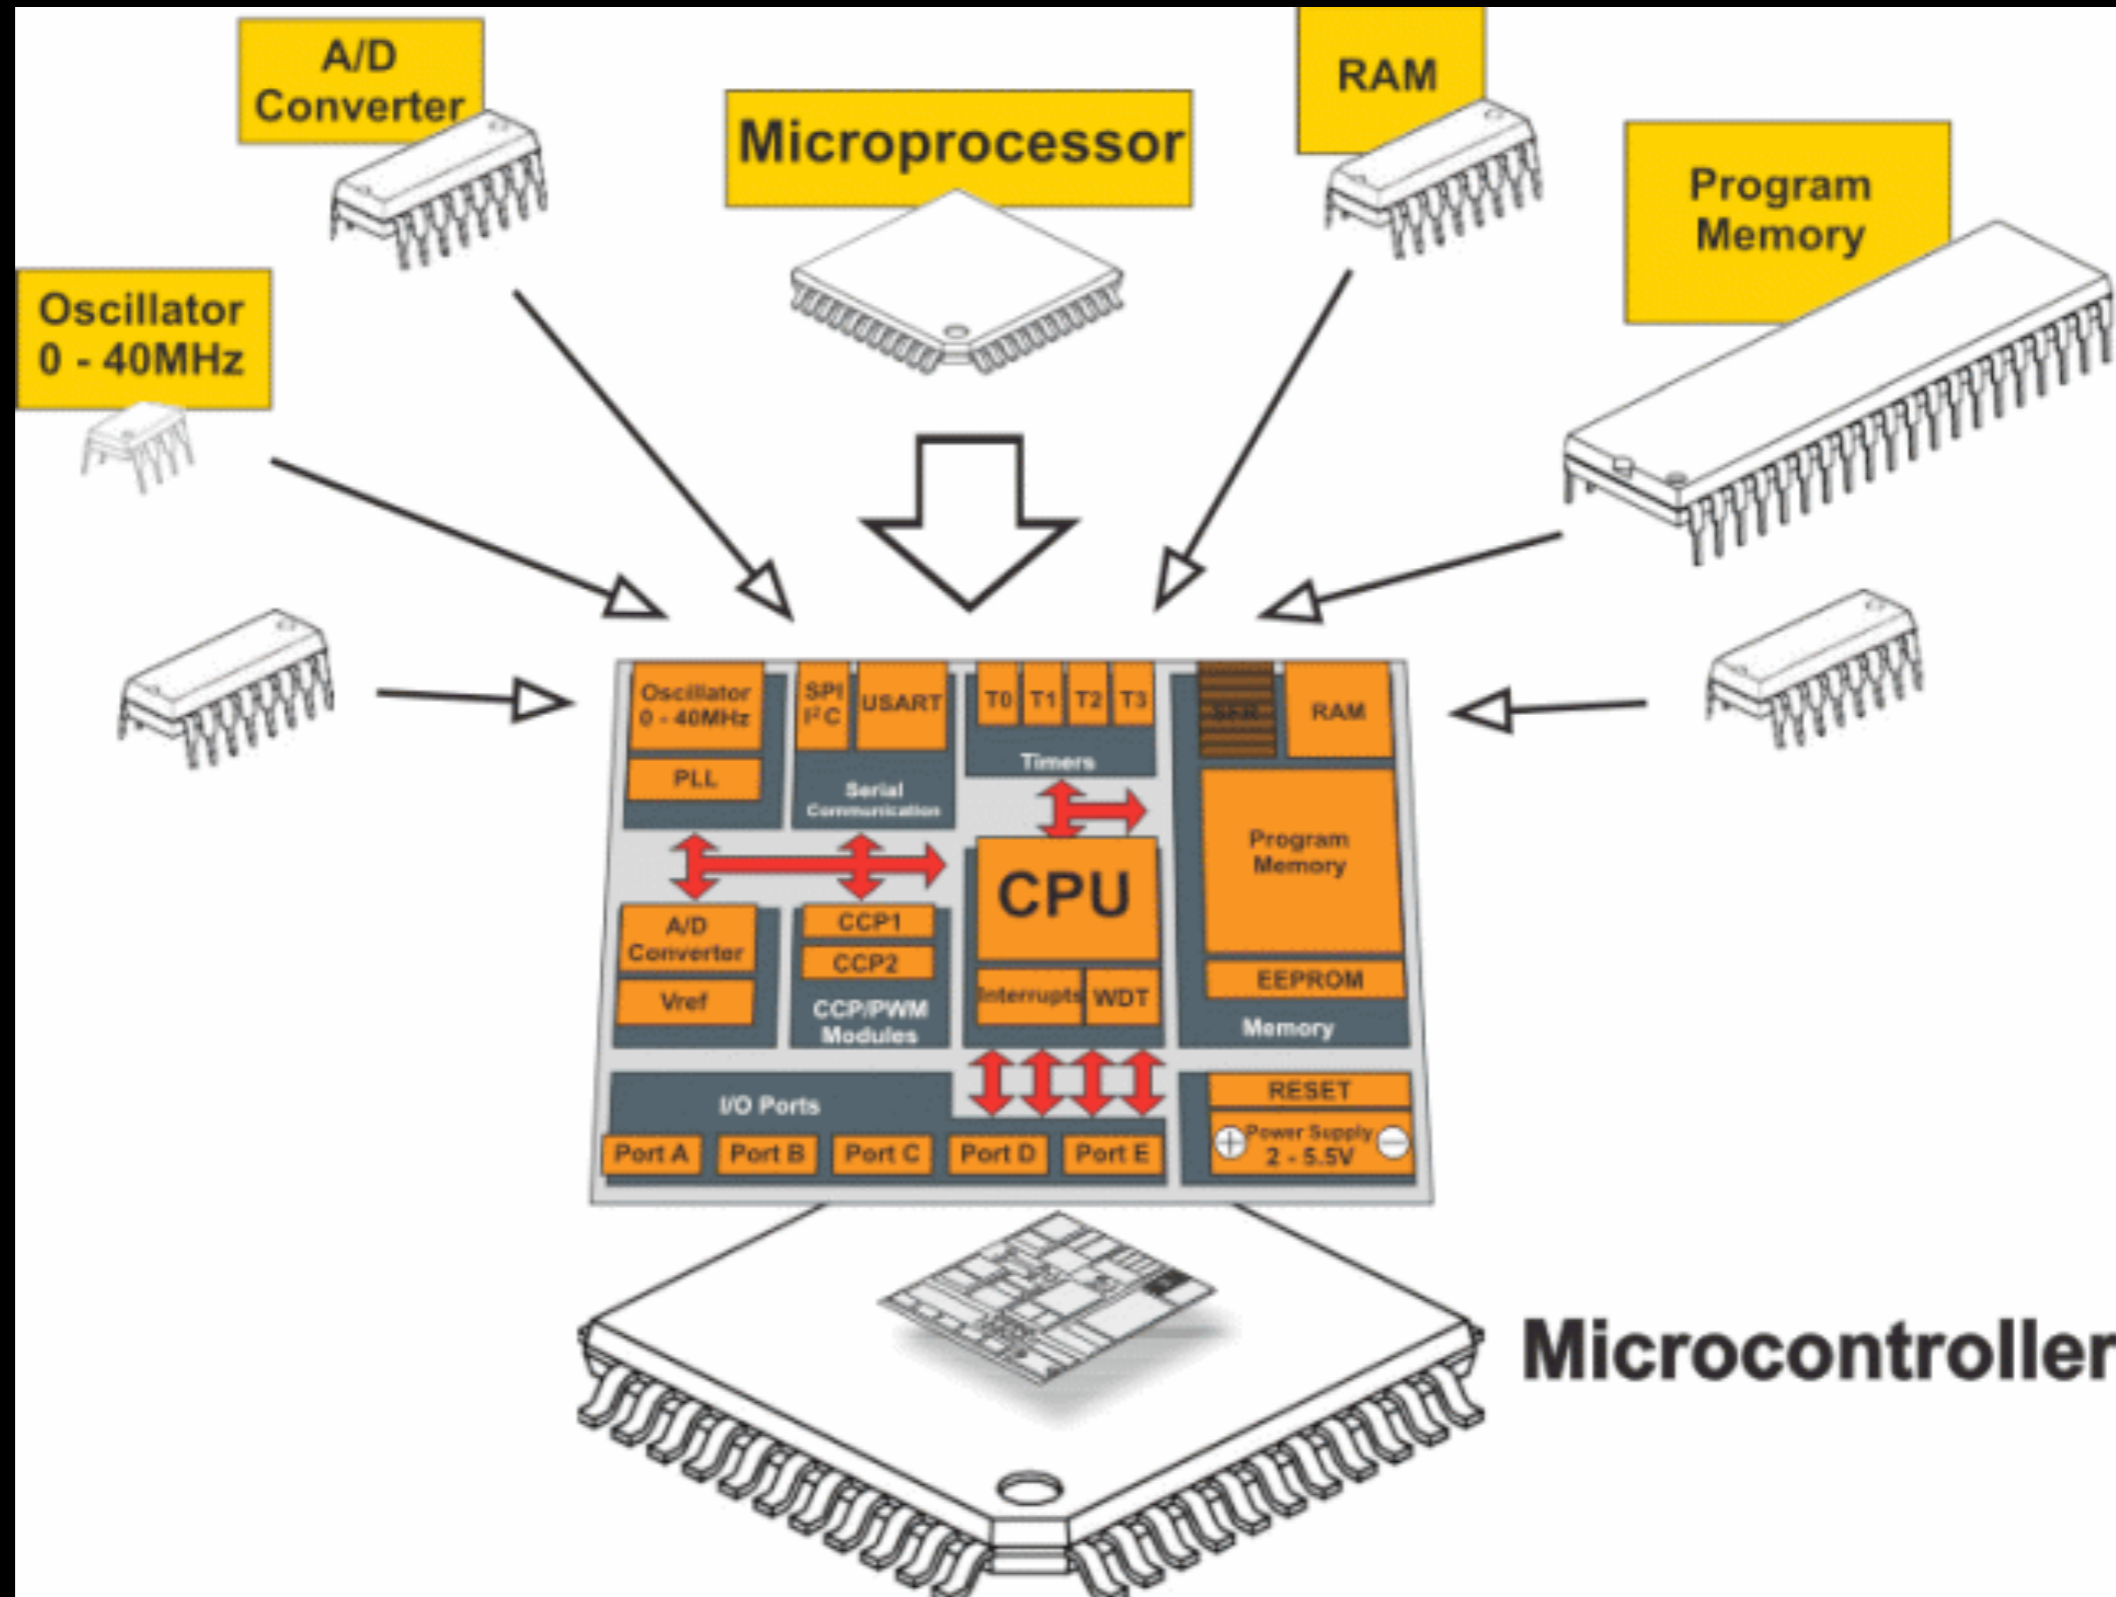 A/D
Converter
Microprocessor
RAM
Program
Memory
Oscillator
0 - 40MHz
Oscillator
0 - 40MHz
PLL
SPI
I²C
USART
Serial
Communication
T0 T1 T2 T3
Timers
SFR
RAM
Program
Memory
EEPROM
Memory
CPU
Interrupts WDT
A/D
Converter
Vref
CCP1
CCP2
CCP/PWM
Modules
I/O Ports
Port A Port B Port C Port D Port E
RESET
+ Power Supply −
2 - 5.5V
Microcontroller